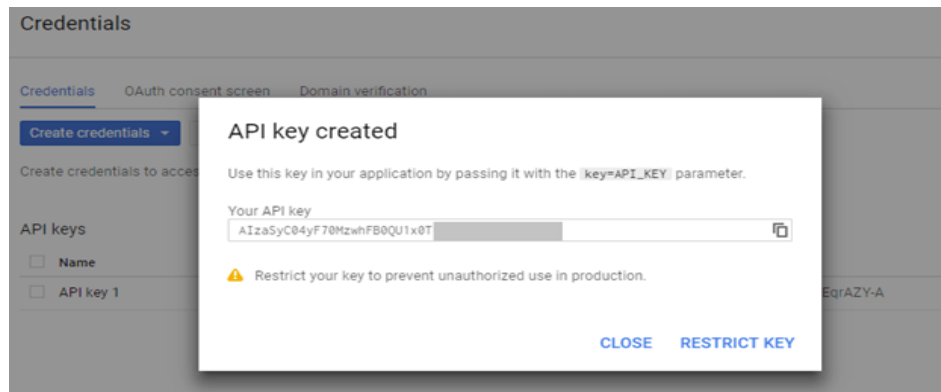 Credentials
Credentials OAuth consent screen Domain verification
Create credentials
Create credentials to acces
API key created
Use this key in your application by passing it with the key=API_KEY parameter.
Your API key
AIzaSyC04yF70MzwhFB0QU1x0T
Restrict your key to prevent unauthorized use in production.
CLOSE RESTRICT KEY
API keys
Name
API key 1 EqrAZY-A